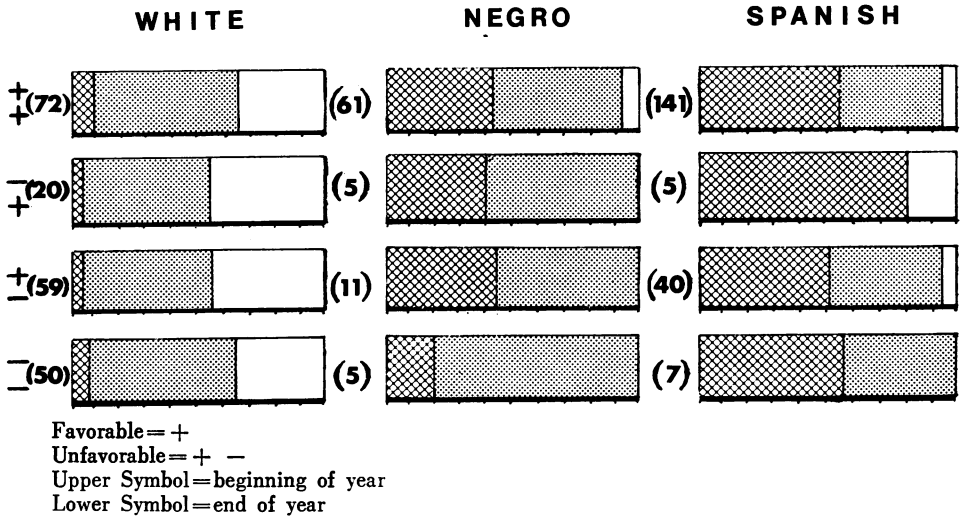 WHITE NEGRO SPANISH
+
+ (72) (61) (141)
−
+ (20) (5) (5)
+
− (59) (11) (40)
−
− (50) (5) (7)
Favorable = +
Unfavorable = + −
Upper Symbol = beginning of year
Lower Symbol = end of year